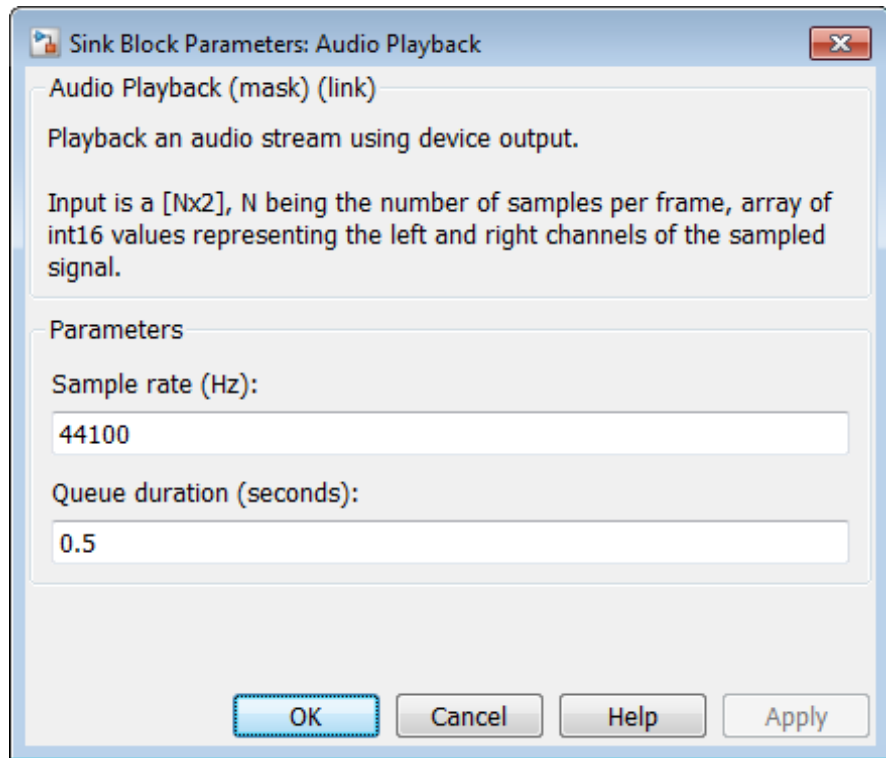 Sink Block Parameters: Audio Playback
Audio Playback (mask) (link)
Playback an audio stream using device output.
Input is a [Nx2], N being the number of samples per frame, array of
int16 values representing the left and right channels of the sampled
signal.
Parameters
Sample rate (Hz):
44100
Queue duration (seconds):
0.5
OK Cancel Help Apply